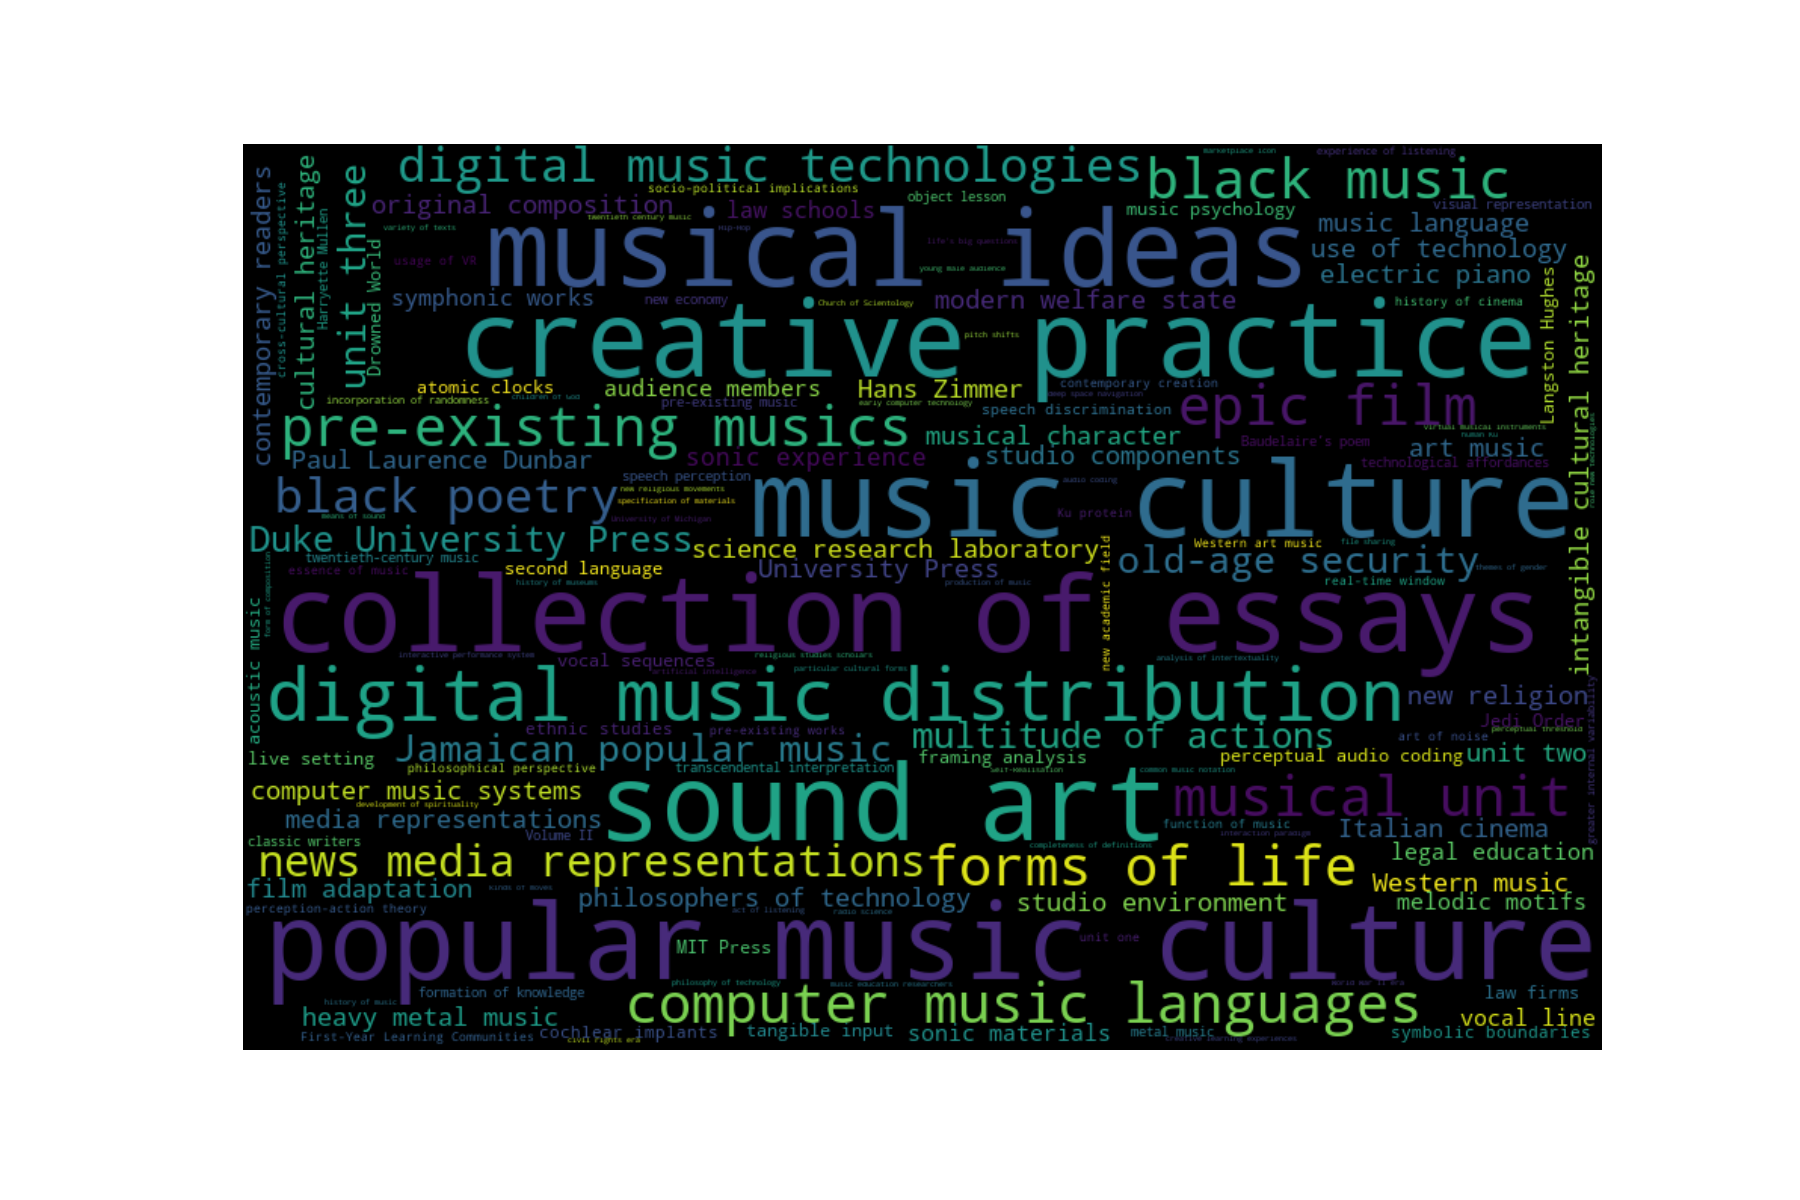 marketplace icon
experience of listening
digital music technologies
black music
socio-political implications
object lesson
original composition
law schools
music psychology
visual representation
twentieth century music
music language
variety of texts
Hip-Hop
musical ideas
life's big questions
use of technology
usage of VR
young male audience
electric piano
symphonic works
new economy
Church of Scientology
modern welfare state
history of cinema
creative practice
pitch shifts
contemporary readers
cross-cultural perspective
cultural heritage
Harryette Mullen
unit three
Drowned World
Langston Hughes
intangible cultural heritage
atomic clocks
audience members
Hans Zimmer
contemporary creation
incorporation of randomness
pre-existing music
early computer technology
deep space navigation
speech discrimination
epic film
pre-existing musics
musical character
virtual musical instruments
Baudelaire's poem
art music
Paul Laurence Dunbar
sonic experience
studio components
technological affordances
speech perception
black poetry
new religious movements
audio coding
music culture
specification of materials
means of sound
University of Michigan
Ku protein
Duke University Press
science research laboratory
Western art music
file sharing
twentieth-century music
old-age security
essence of music
second language
University Press
themes of gender
history of museums
production of music
real-time window
form of composition
new academic field
collection of essays
acoustic music
interactive performance system
vocal sequences
religious studies scholars
analysis of intertextuality
artificial intelligence
particular cultural forms
digital music distribution
new religion
greater internal variability
ethnic studies
pre-existing works
Jedi Order
perceptual threshold
Jamaican popular music
multitude of actions
art of noise
live setting
framing analysis
perceptual audio coding
unit two
philosophical perspective
transcendental interpretation
Self-Realisation
common music notation
computer music systems
sound art
musical unit
development of spirituality
media representations
Volume II
function of music
Italian cinema
interaction paradigm
classic writers
completeness of definitions
news media representations
forms of life
legal education
film adaptation
kinds of moves
philosophers of technology
Western music
studio environment
melodic motifs
perception-action theory
act of listening
radio science
popular music culture
MIT Press
unit one
philosophy of technology
music education researchers
world war II era
formation of knowledge
computer music languages
law firms
history of music
heavy metal music
vocal line
First-Year Learning Communities
cochlear implants
tangible input
sonic materials
metal music
symbolic boundaries
civil rights era
creative learning experiences